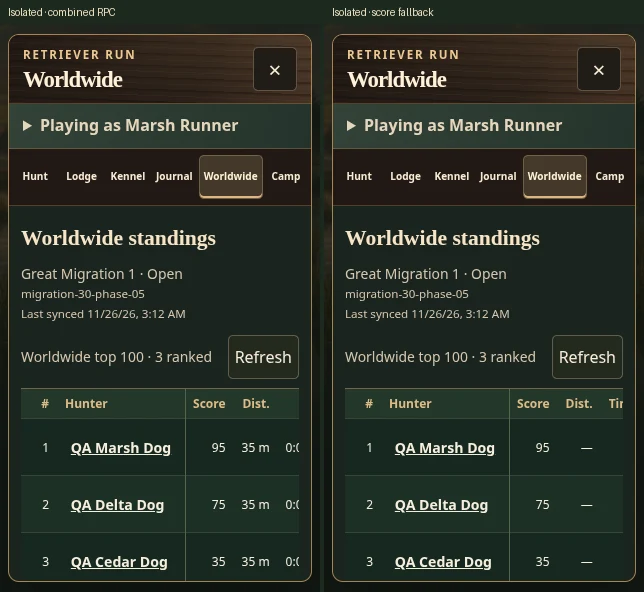 Isolated · combined RPC
RETRIEVER RUN
Worldwide
×
▶ Playing as Marsh Runner
Hunt Lodge Kennel Journal Worldwide Camp
Worldwide standings
Great Migration 1 · Open
migration-30-phase-05
Last synced 11/26/26, 3:12 AM
Worldwide top 100 · 3 ranked Refresh
# Hunter Score Dist.
1 QA Marsh Dog 95 35 m 0:0
2 QA Delta Dog 75 35 m 0:0
3 QA Cedar Dog 35 35 m 0:0
Isolated · score fallback
RETRIEVER RUN
Worldwide
×
▶ Playing as Marsh Runner
Hunt Lodge Kennel Journal Worldwide Camp
Worldwide standings
Great Migration 1 · Open
migration-30-phase-05
Last synced 11/26/26, 3:12 AM
Worldwide top 100 · 3 ranked Refresh
# Hunter Score Dist.
1 QA Marsh Dog 95 —
2 QA Delta Dog 75 —
3 QA Cedar Dog 35 —